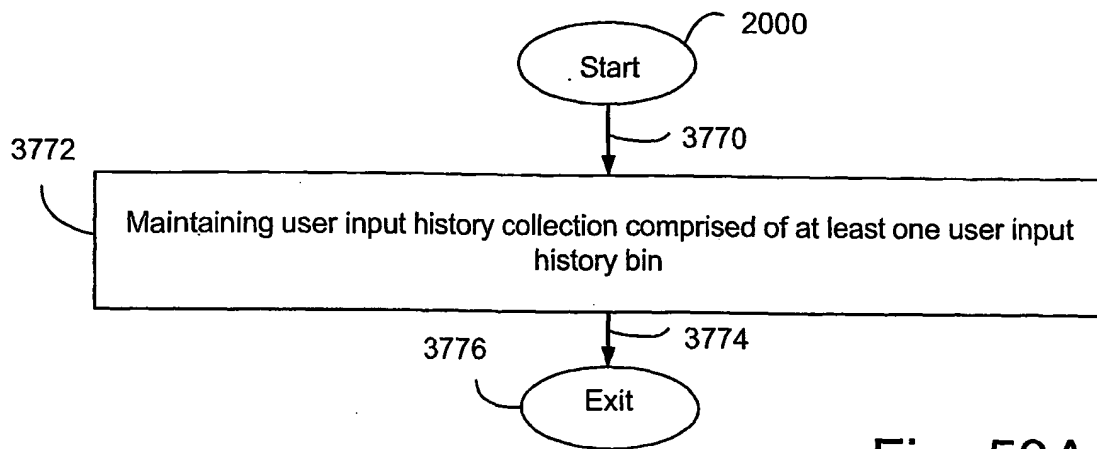 2000
Start
3770
3772
Maintaining user input history collection comprised of at least one user input
history bin
3774
3776
Exit